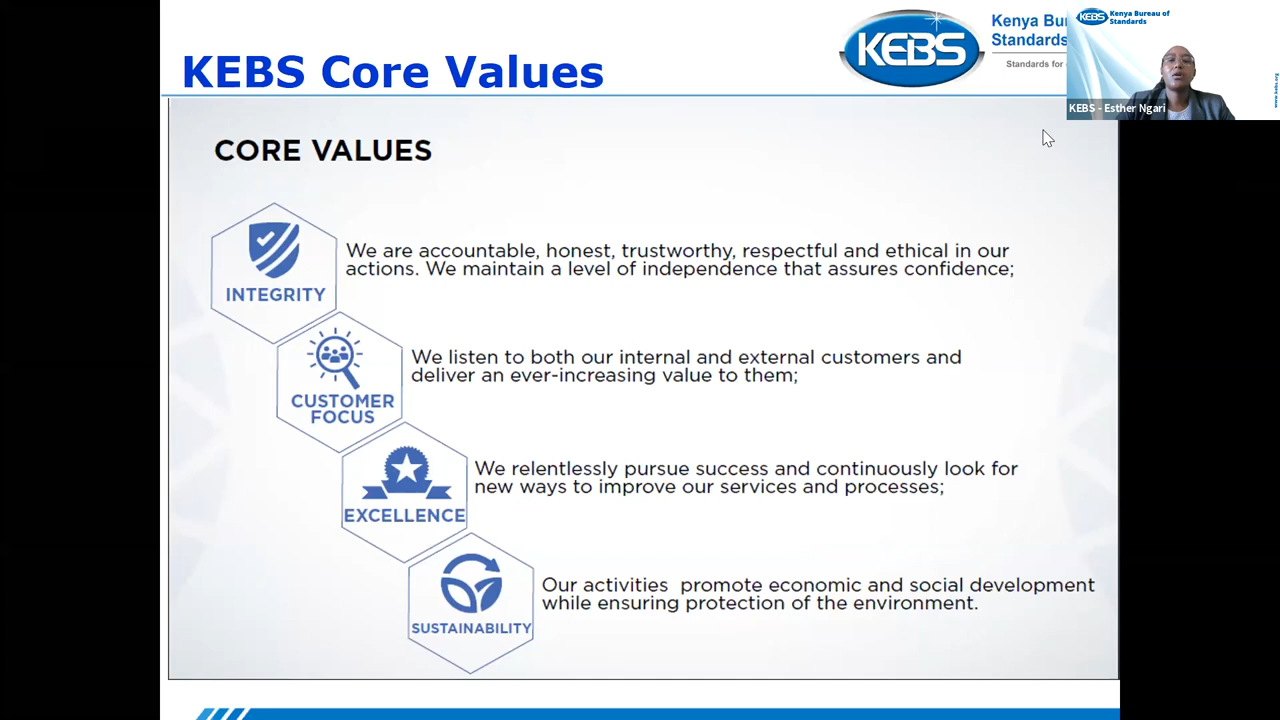 KEBS Core Values
KEBS
Kenya Bu
Standards
Standards for
KEBS
Kenya Bureau of
Standards
www.kebs.org
KEBS - Esther Ngari
CORE VALUES
INTEGRITY
We are accountable, honest, trustworthy, respectful and ethical in our
actions. We maintain a level of independence that assures confidence;
CUSTOMER
FOCUS
We listen to both our internal and external customers and
deliver an ever-increasing value to them;
EXCELLENCE
We relentlessly pursue success and continuously look for
new ways to improve our services and processes;
SUSTAINABILITY
Our activities promote economic and social development
while ensuring protection of the environment.